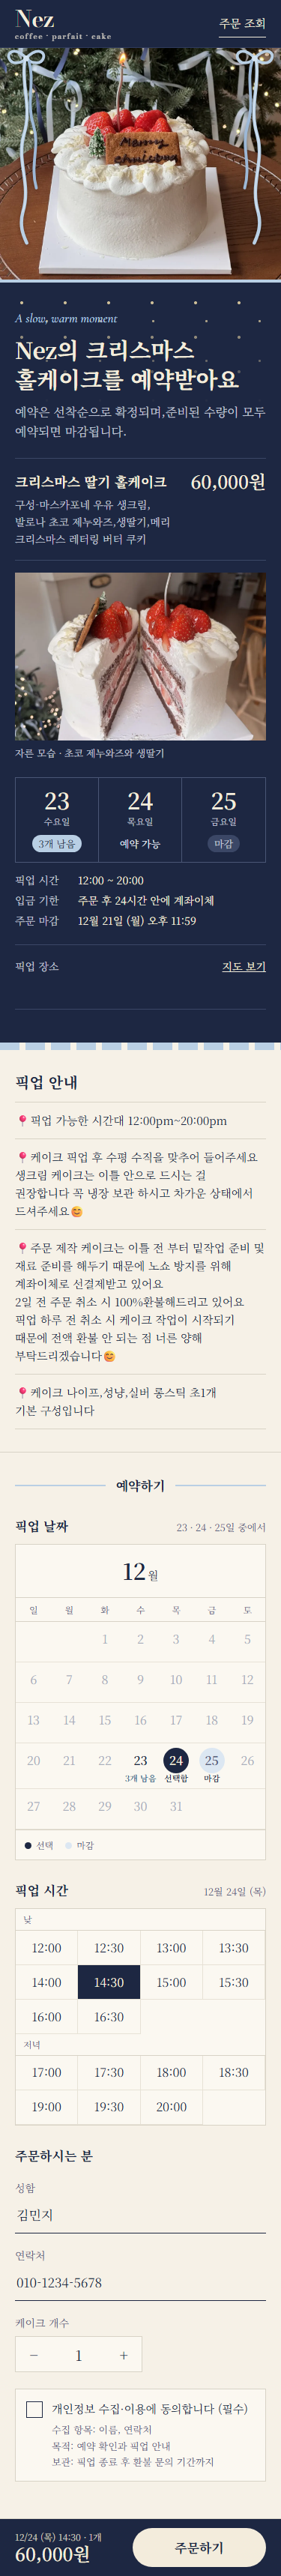 Nez
coffee · parfait · cake
주문 조회
Merry
Christmas
A slow, warm moment
Nez의 크리스마스
홀케이크를 예약받아요
예약은 선착순으로 확정되며,준비된 수량이 모두
예약되면 마감됩니다.
크리스마스 딸기 홀케이크
60,000원
구성-마스카포네 우유 생크림,
발로나 초코 제누와즈,생딸기,메리
크리스마스 레터링 버터 쿠키
자른 모습 · 초코 제누와즈와 생딸기
23 24 25
수요일 목요일 금요일
3개 남음 예약 가능 마감
픽업 시간 12:00 ~ 20:00
입금 기한 주문 후 24시간 안에 계좌이체
주문 마감 12월 21일 (월) 오후 11:59
픽업 장소 지도 보기
픽업 안내
📍픽업 가능한 시간대 12:00pm~20:00pm
📍케이크 픽업 후 수평 수직을 맞추어 들어주세요
생크림 케이크는 이틀 안으로 드시는 걸
권장합니다 꼭 냉장 보관 하시고 차가운 상태에서
드셔주세요😊
📍주문 제작 케이크는 이틀 전 부터 밑작업 준비 및
재료 준비를 해두기 때문에 노쇼 방지를 위해
계좌이체로 선결제받고 있어요
2일 전 주문 취소 시 100%환불해드리고 있어요
픽업 하루 전 취소 시 케이크 작업이 시작되기
때문에 전액 환불 안 되는 점 너른 양해
부탁드리겠습니다😊
📍케이크 나이프,성냥,실버 롱스틱 초1개
기본 구성입니다
예약하기
픽업 날짜 23 · 24 · 25일 중에서
12월
일 월 화 수 목 금 토
1 2 3 4 5
6 7 8 9 10 11 12
13 14 15 16 17 18 19
20 21 22 23 24 25 26
3개 남음 선택함 마감
27 28 29 30 31
선택 마감
픽업 시간 12월 24일 (목)
낮
12:00 12:30 13:00 13:30
14:00 14:30 15:00 15:30
16:00 16:30
저녁
17:00 17:30 18:00 18:30
19:00 19:30 20:00
주문하시는 분
성함
김민지
연락처
010-1234-5678
케이크 개수
− 1 +
개인정보 수집·이용에 동의합니다 (필수)
수집 항목: 이름, 연락처
목적: 예약 확인과 픽업 안내
보관: 픽업 종료 후 환불 문의 기간까지
12/24 (목) 14:30 · 1개
60,000원
주문하기